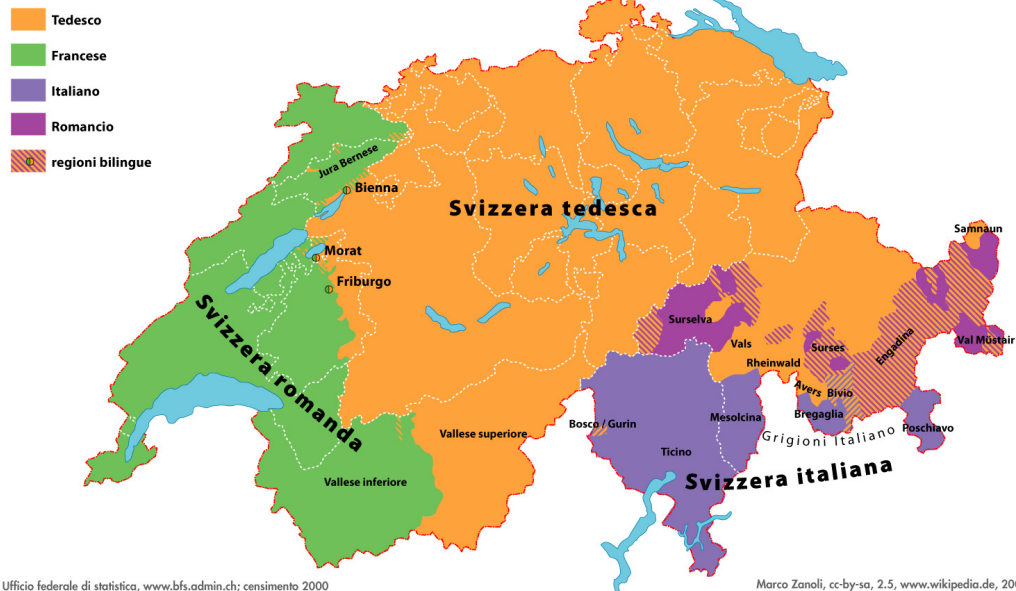 Tedesco
Francese
Italiano
Romancio
regioni bilingue
Jura Bernese
Bienna
Svizzera tedesca
Morat
Friburgo
Samnaun
Svizzera romanda
Surselva
Vals
Surses
Engadina
Val Müstair
Rheinwald
Avers
Bivio
Bregaglia
Mesolcina
Bosco / Gurin
Poschiavo
Grigioni Italiano
Vallese superiore
Ticino
Svizzera italiana
Vallese inferiore
Ufficio federale di statistica, www.bfs.admin.ch; censimento 2000
Marco Zanoli, cc-by-sa, 2.5, www.wikipedia.de,